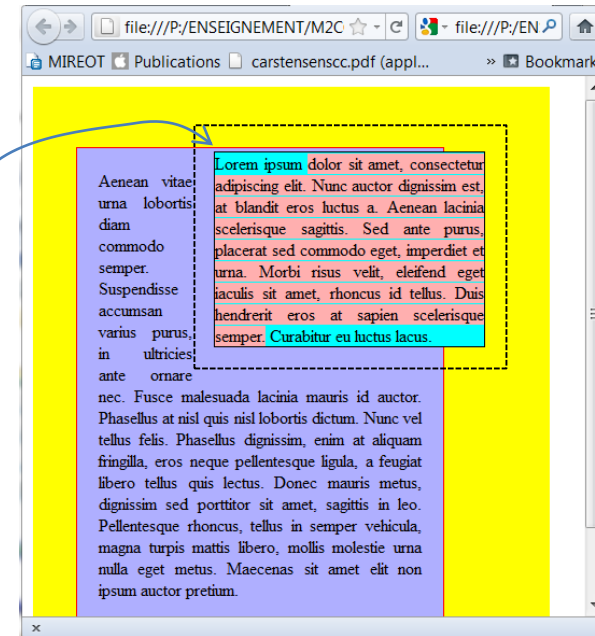 file:///P:/ENSEIGNEMENT/M2C
file:///P:/EN
MIREOT
Publications
carstensenscc.pdf (appl...
»
Bookmark
Lorem ipsum dolor sit amet, consectetur
adipiscing elit. Nunc auctor dignissim est,
at blandit eros luctus a. Aenean lacinia
scelerisque sagittis. Sed ante purus,
placerat sed commodo eget, imperdiet et
urna. Morbi risus velit, eleifend eget
iaculis sit amet, rhoncus id tellus. Duis
hendrerit eros at sapien scelerisque
semper. Curabitur eu luctus lacus.
Aenean vitae
urna lobortis
diam
commodo
semper.
Suspendisse
accumsan
varius purus,
in ultricies
ante ornare
nec. Fusce malesuada lacinia mauris id auctor.
Phasellus at nisl quis nisl lobortis dictum. Nunc vel
tellus felis. Phasellus dignissim, enim at aliquam
fringilla, eros neque pellentesque ligula, a feugiat
libero tellus quis lectus. Donec mauris metus,
dignissim sed porttitor sit amet, sagittis in leo.
Pellentesque rhoncus, tellus in semper vehicula,
magna turpis mattis libero, mollis molestie urna
nulla eget metus. Maecenas sit amet elit non
ipsum auctor pretium.
x